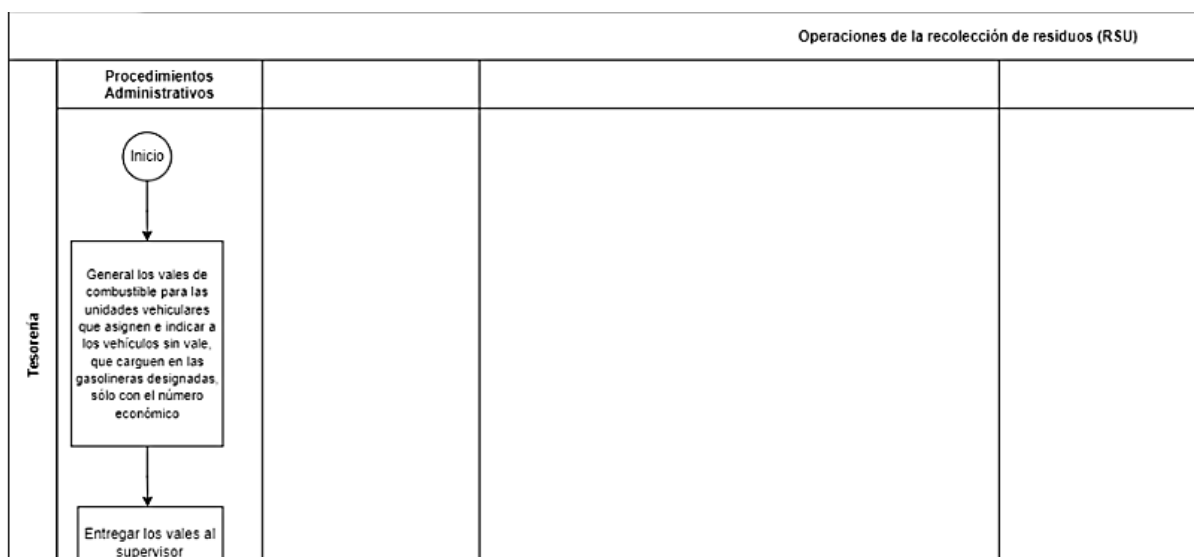 Operaciones de la recolección de residuos (RSU)
Procedimientos
Administrativos
Inicio
Tesorería
General los vales de
combustible para las
unidades vehiculares
que asignen e indicar a
los vehículos sin vale,
que carguen en las
gasolineras designadas,
sólo con el número
económico
Entregar los vales al
supervisor